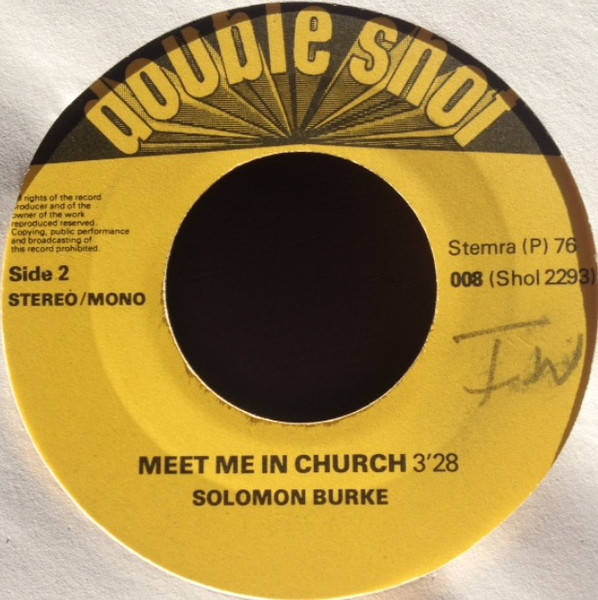 double shot
All rights of the record
producer and of the
owner of the work
reproduced reserved.
Copying, public performance
and broadcasting of
this record prohibited.
Side 2
STEREO/MONO
Stemra (P) 76
008 (Shol 2293)
MEET ME IN CHURCH 3'28
SOLOMON BURKE